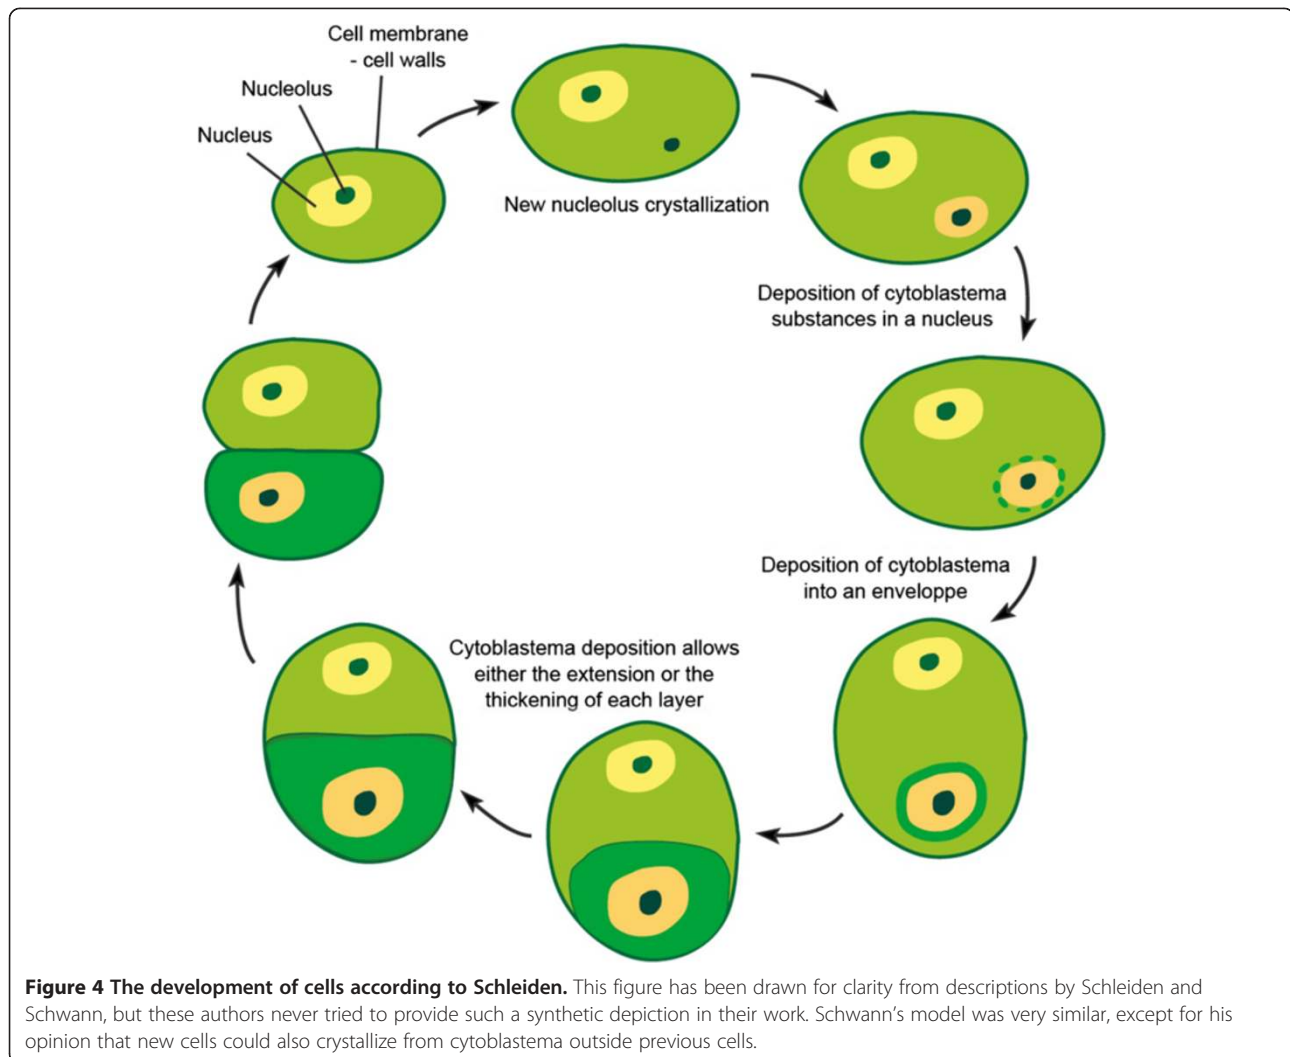 Cell membrane
- cell walls
Nucleolus
Nucleus
New nucleolus crystallization
Deposition of cytoblastema
substances in a nucleus
Deposition of cytoblastema
into an enveloppe
Cytoblastema deposition allows
either the extension or the
thickening of each layer
Figure 4 The development of cells according to Schleiden. This figure has been drawn for clarity from descriptions by Schleiden and
Schwann, but these authors never tried to provide such a synthetic depiction in their work. Schwann's model was very similar, except for his
opinion that new cells could also crystallize from cytoblastema outside previous cells.